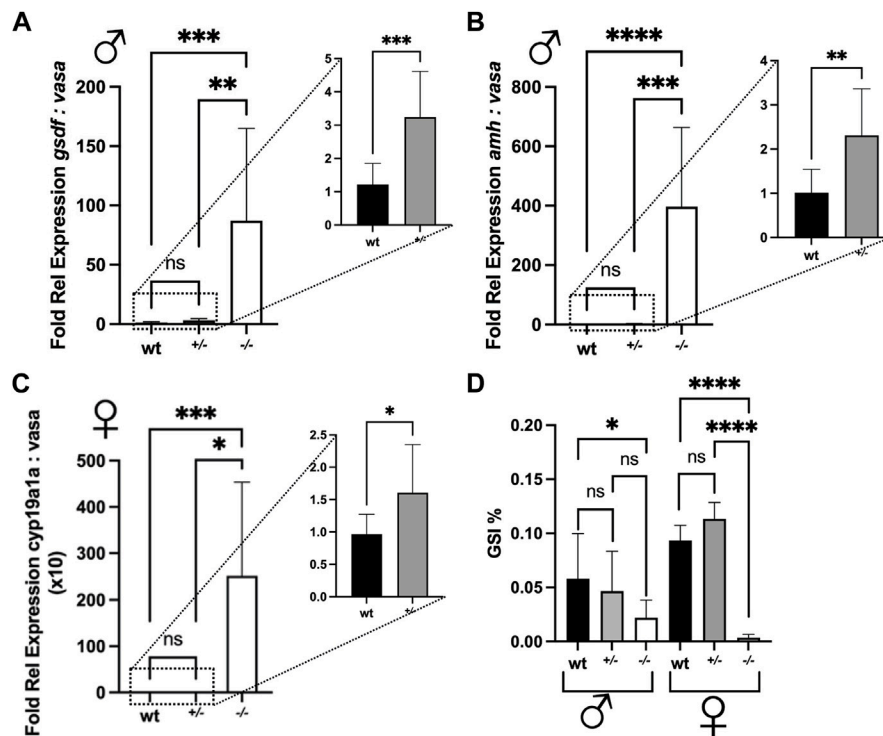 A
♂
Fold Rel Expression gsdf : vasa
200
150
100
50
0
***
**
ns
wt
+/-
-/-
5
4
3
2
1
0
***
wt
+/-
B
♂
Fold Rel Expression amh : vasa
800
600
400
200
0
****
***
ns
wt
+/-
-/-
4
3
2
1
0
**
wt
+/-
C
♀
Fold Rel Expression cyp19a1a : vasa
(x10)
500
400
300
200
100
0
***
*
ns
wt
+/-
-/-
2.5
2.0
1.5
1.0
0.5
0.0
*
wt
+/-
D
GSI %
0.20
0.15
0.10
0.05
0.00
*
ns
ns
****
****
ns
wt
+/-
-/-
wt
+/-
-/-
♂
♀